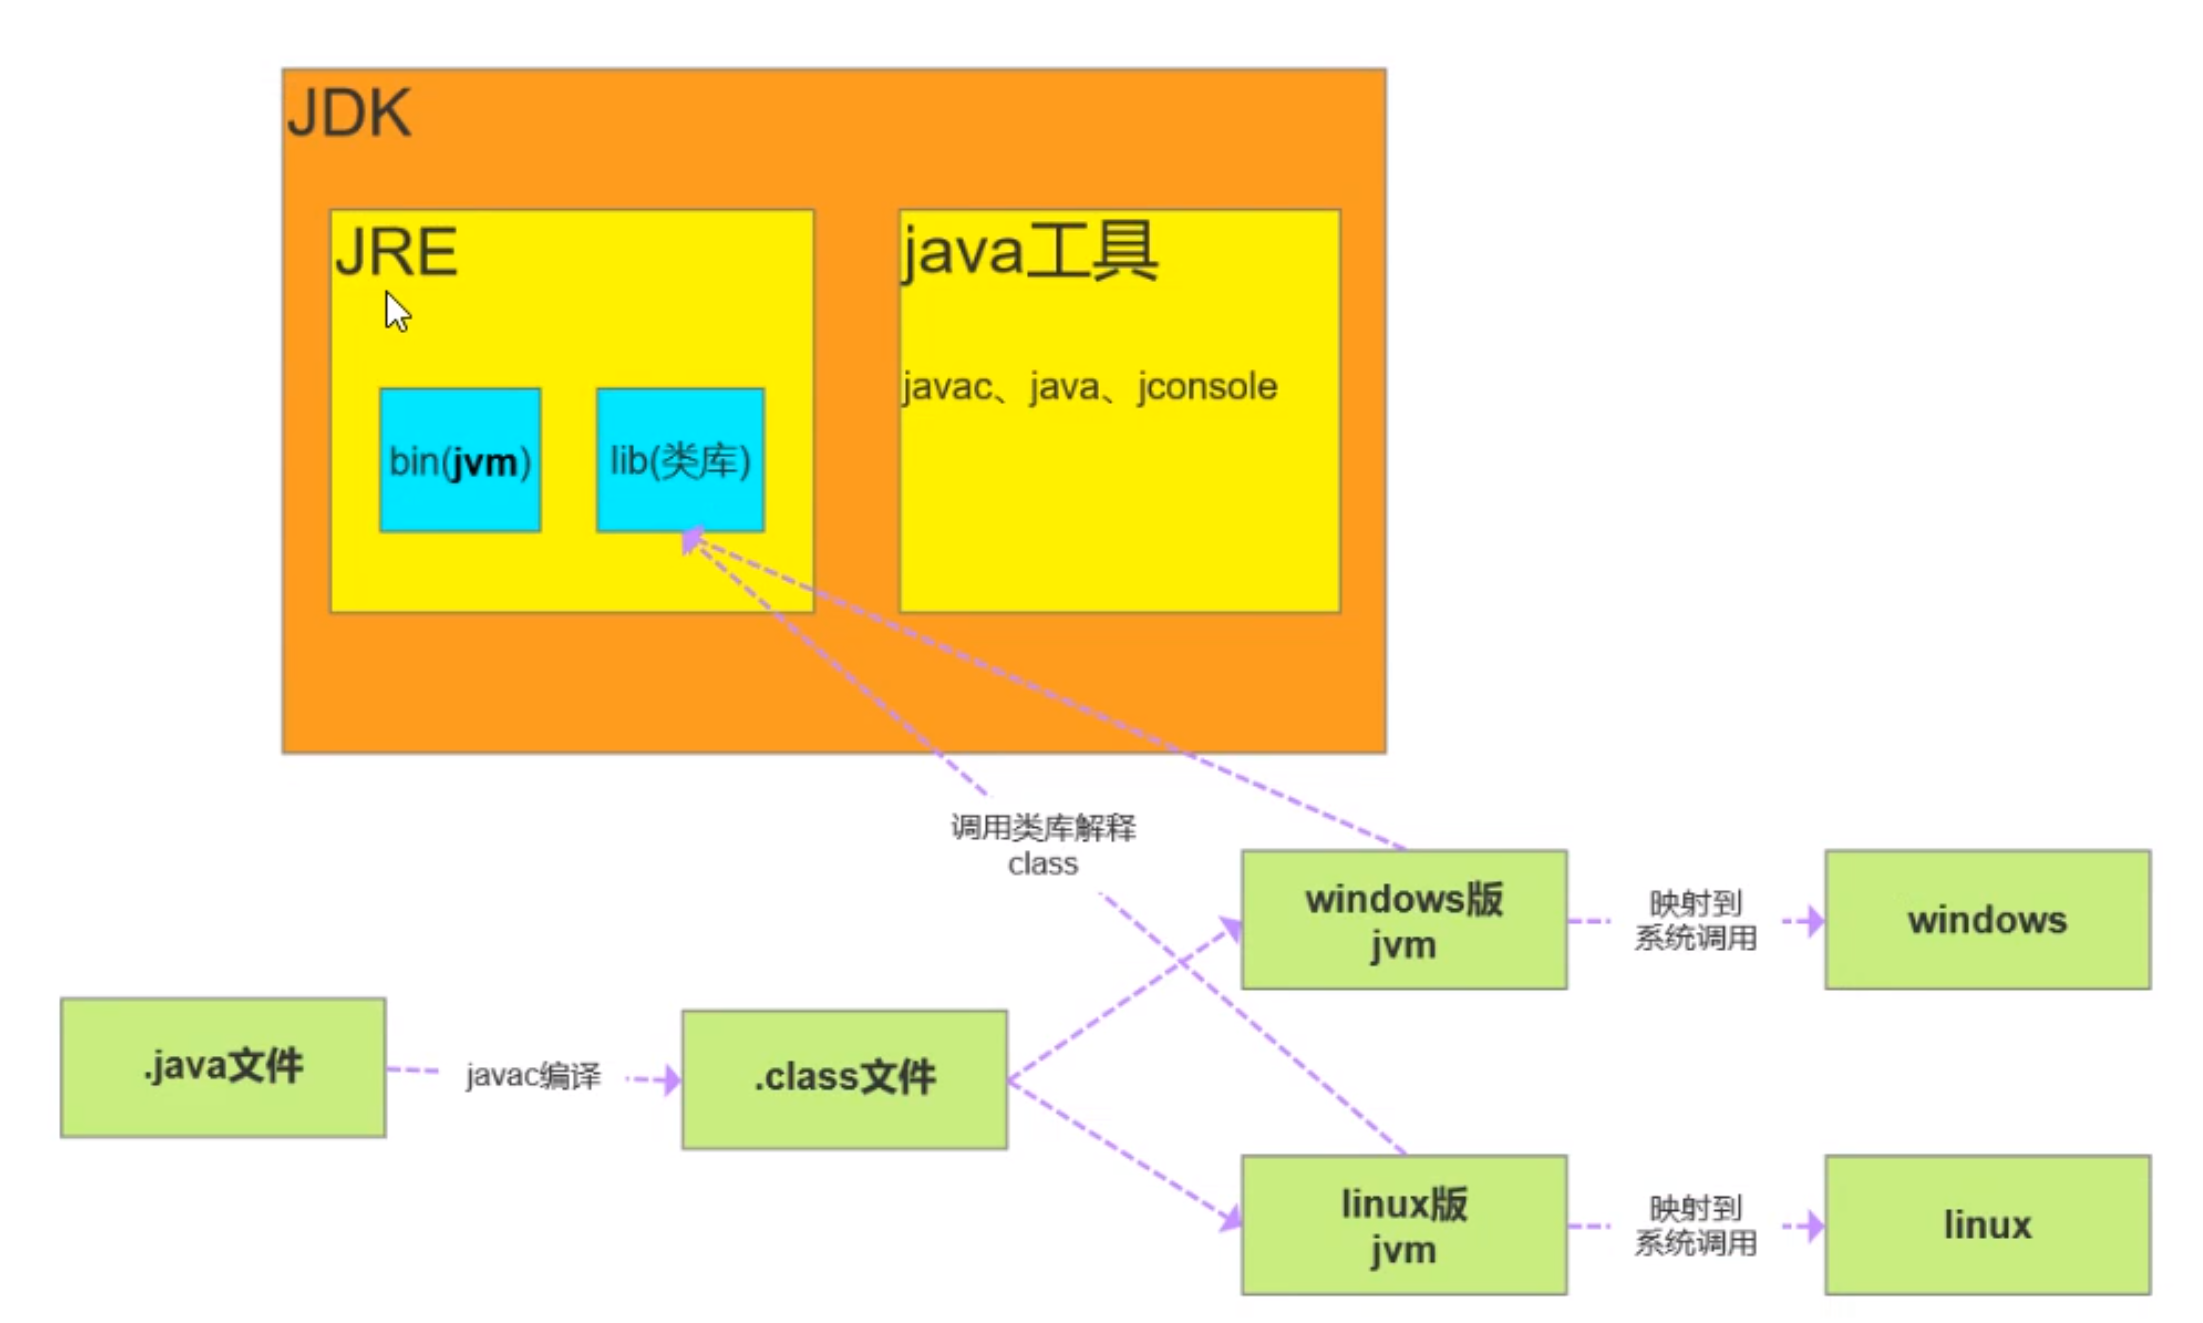 JDK
JRE
java工具
javac、java、jconsole
bin(jvm)
lib(类库)
调用类库解释
class
windows版
jvm
映射到
系统调用
windows
.java文件
javac编译
.class文件
linux版
jvm
映射到
系统调用
linux